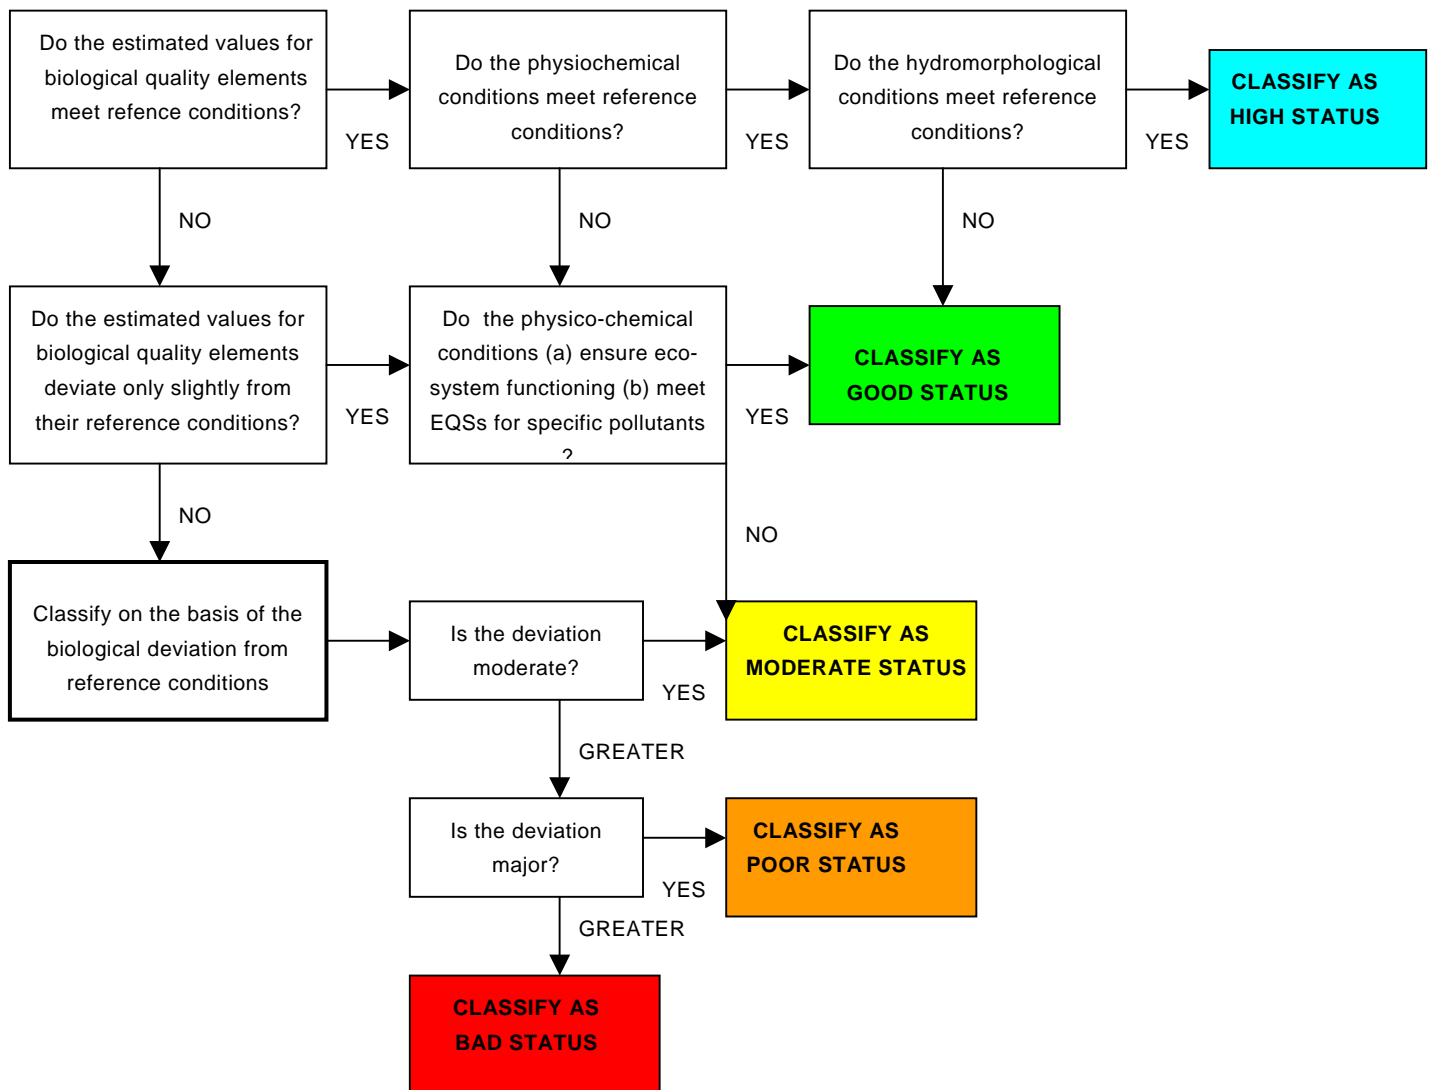 Do the estimated values for
biological quality elements
meet refence conditions?
YES
Do the physiochemical
conditions meet reference
conditions?
YES
Do the hydromorphological
conditions meet reference
conditions?
YES
CLASSIFY AS
HIGH STATUS
NO
NO
NO
Do the estimated values for
biological quality elements
deviate only slightly from
their reference conditions?
YES
Do the physico-chemical
conditions (a) ensure eco-
system functioning (b) meet
EQSs for specific pollutants
?
YES
CLASSIFY AS
GOOD STATUS
NO
NO
Classify on the basis of the
biological deviation from
reference conditions
Is the deviation
moderate?
YES
CLASSIFY AS
MODERATE STATUS
GREATER
Is the deviation
major?
YES
CLASSIFY AS
POOR STATUS
GREATER
CLASSIFY AS
BAD STATUS